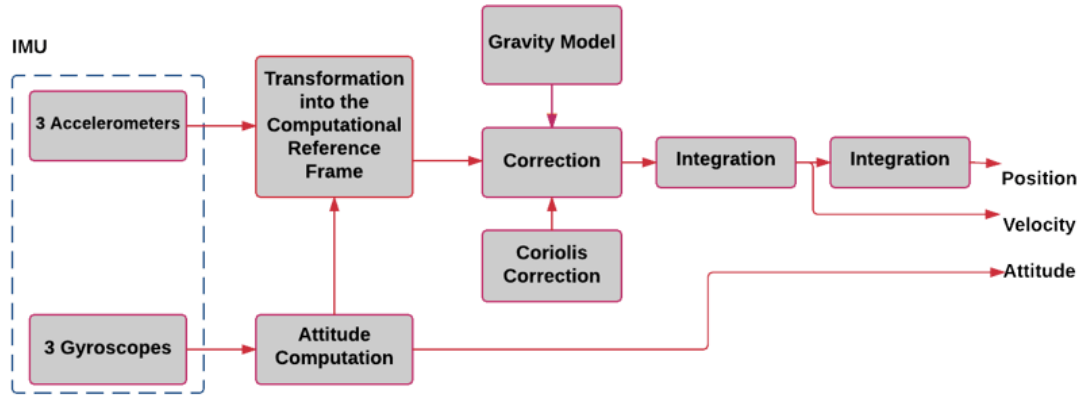 IMU
3 Accelerometers
Transformation
into the
Computational
Reference
Frame
Gravity Model
Correction
Integration
Integration
Position
Velocity
Attitude
Coriolis
Correction
3 Gyroscopes
Attitude
Computation